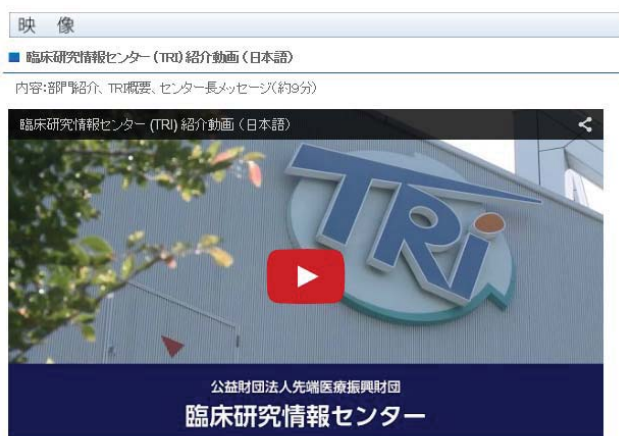 映 像
■ 臨床研究情報センター(TRI)紹介動画(日本語)
内容:部門紹介、TRI概要、センター長メッセージ(約9分)
臨床研究情報センター (TRI) 紹介動画(日本語)
TRi
公益財団法人先端医療振興財団
臨床研究情報センター